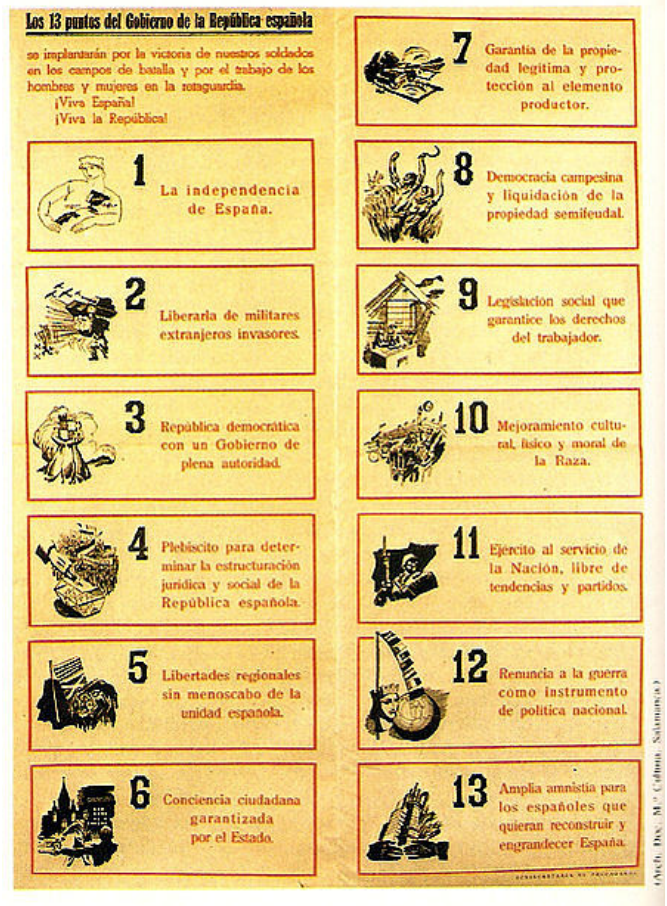 Los 13 puntos del Gobierno de la República española
se implantarán por la victoria de nuestros soldados
en los campos de batalla y por el trabajo de los
hombres y mujeres en la retaguardia.
¡Viva España!
¡Viva la República!
1
La independencia
de España.
2
Liberarla de militares
extranjeros invasores.
3
República democrática
con un Gobierno de
plena autoridad.
4
Plebiscito para deter-
minar la estructuración
jurídica y social de la
República española.
5
Libertades regionales
sin menoscabo de la
unidad española.
6
Conciencia ciudadana
garantizada
por el Estado.
7
Garantía de la propie-
dad legítima y pro-
tección al elemento
productor.
8
Democracia campesina
y liquidación de la
propiedad semifeudal.
9
Legislación social que
garantice los derechos
del trabajador.
10
Mejoramiento cultu-
ral, físico y moral de
la Raza.
11
Ejército al servicio de
la Nación, libre de
tendencias y partidos.
12
Renuncia a la guerra
como instrumento
de política nacional.
13
Amplia amnistía para
los españoles que
quieran reconstruir y
engrandecer España.
SUBSECRETARIA DE PROPAGANDA
(Arch. Doc. M.º Cultura. Salamanca)